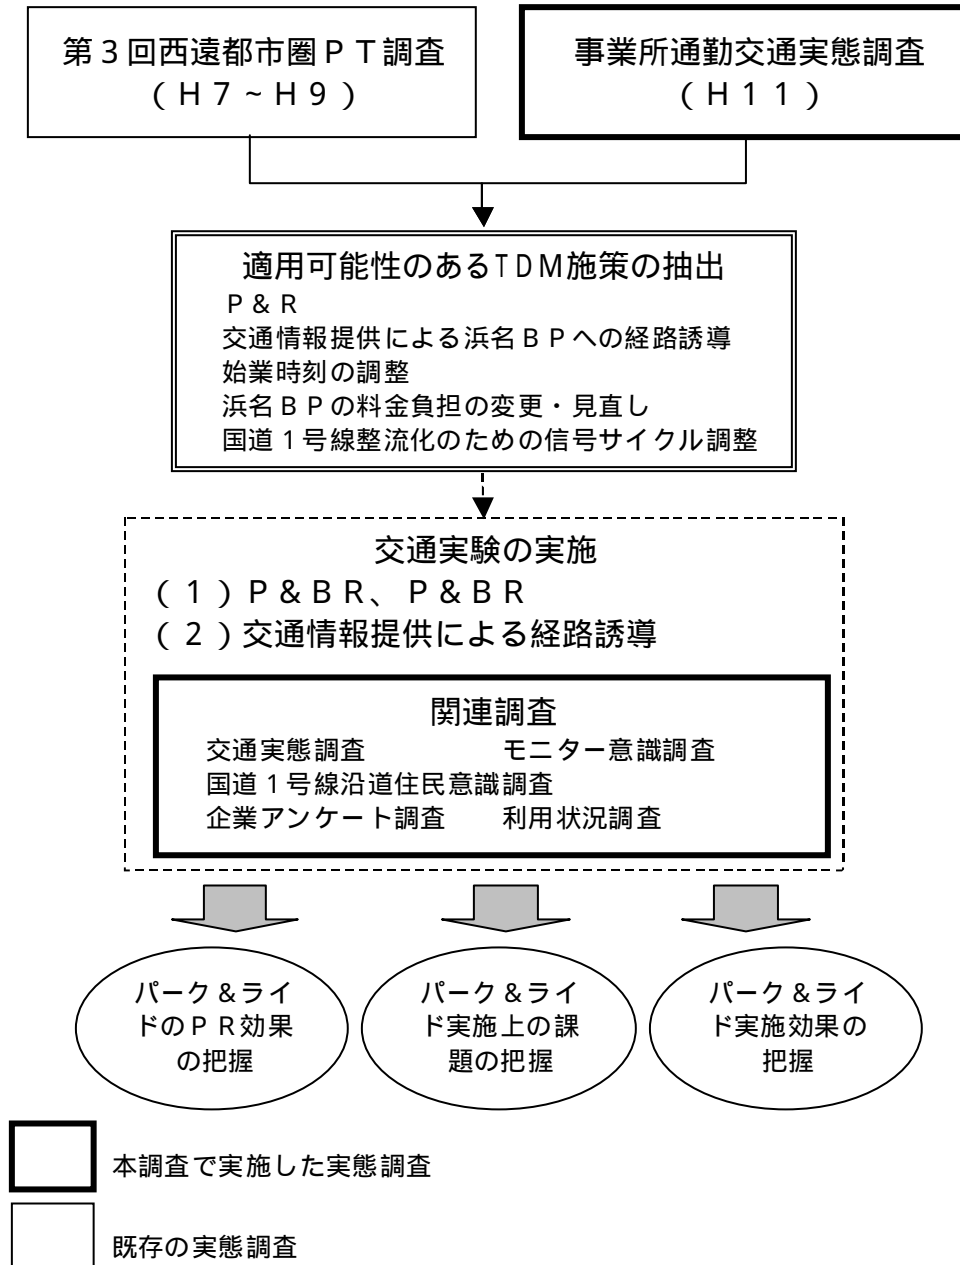 第３回西遠都市圏ＰＴ調査
（Ｈ７~Ｈ９）
事業所通勤交通実態調査
（Ｈ１１）
適用可能性のあるTDM施策の抽出
Ｐ＆Ｒ
交通情報提供による浜名ＢＰへの経路誘導
始業時刻の調整
浜名ＢＰの料金負担の変更・見直し
国道１号線整流化のための信号サイクル調整
交通実験の実施
（１）Ｐ＆ＢＲ、Ｐ＆ＢＲ
（２）交通情報提供による経路誘導
関連調査
交通実態調査　モニター意識調査
国道１号線沿道住民意識調査
企業アンケート調査　利用状況調査
パーク＆ライ
ドのＰＲ効果
の把握
パーク＆ライ
ド実施上の課
題の把握
パーク＆ライ
ド実施効果の
把握
本調査で実施した実態調査
既存の実態調査